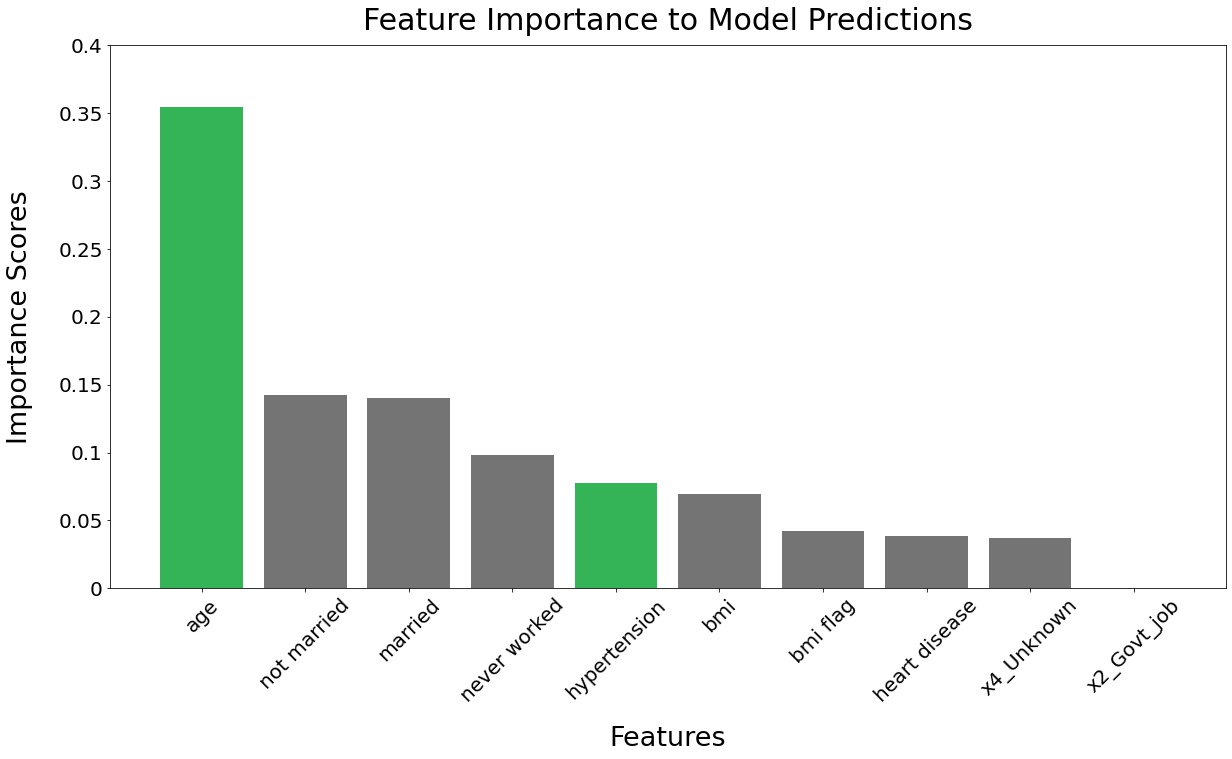 Feature Importance to Model Predictions
0.4
0.35
0.3
0.25
0.2
0.15
0.1
0.05
0
Importance Scores
age
not married
married
never worked
hypertension
bmi
bmi flag
heart disease
x4_Unknown
x2_Govt_job
Features